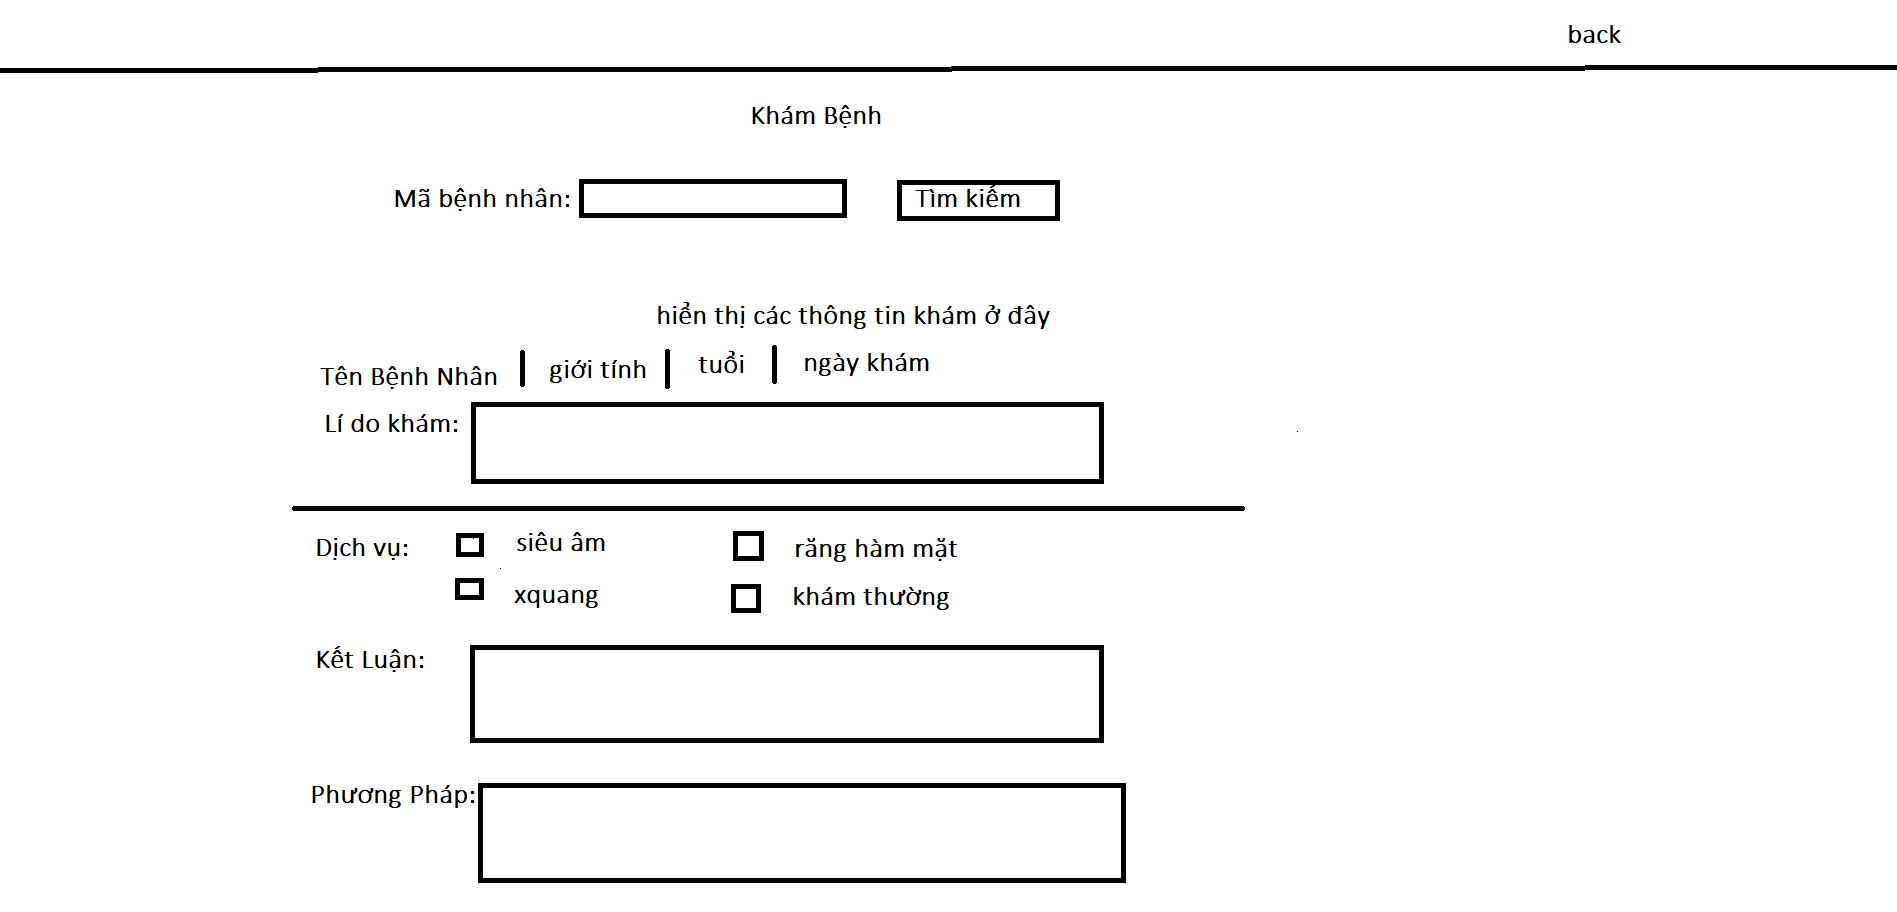 back
Khám Bệnh
Mã bệnh nhân: Tìm kiếm
hiển thị các thông tin khám ở đây
Tên Bệnh Nhân giới tính tuổi ngày khám
Lí do khám:
Dịch vụ: siêu âm răng hàm mặt
xquang khám thường
Kết Luận:
Phương Pháp: